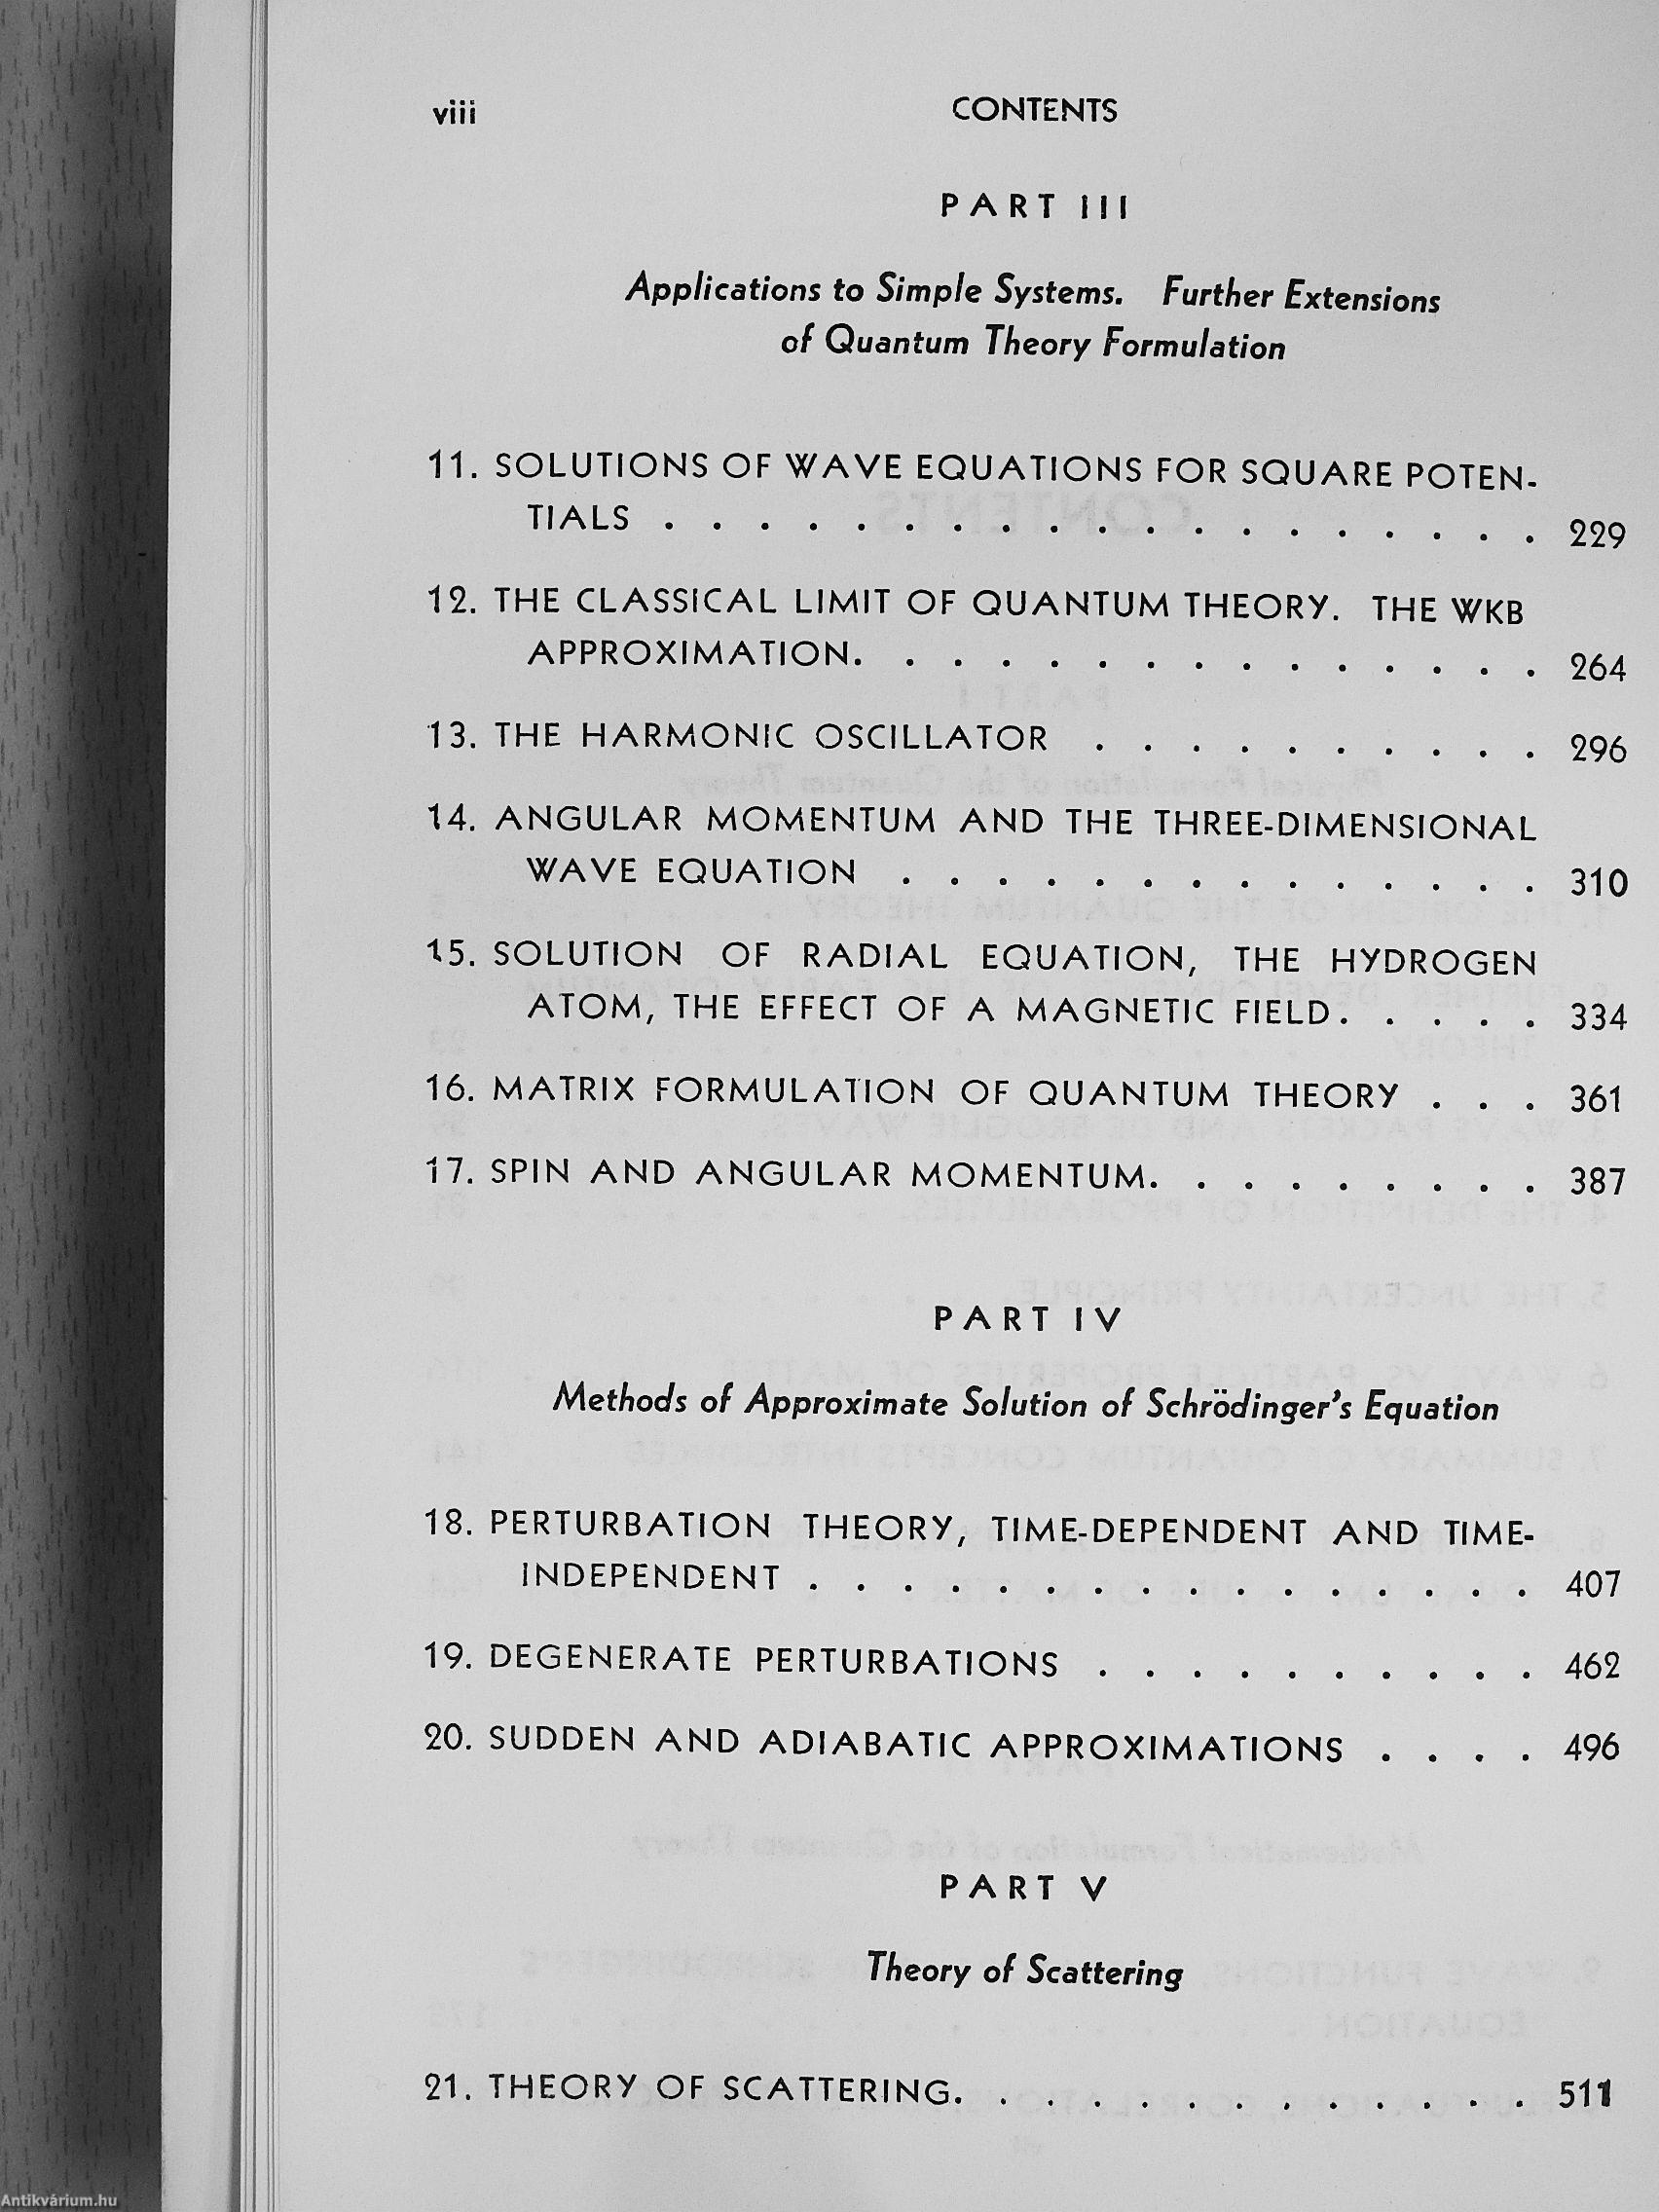 viii CONTENTS
PART III
Applications to Simple Systems. Further Extensions
of Quantum Theory Formulation
11. SOLUTIONS OF WAVE EQUATIONS FOR SQUARE POTEN-
TIALS . . . . . . . . . . . . . . . . . . . 229
12. THE CLASSICAL LIMIT OF QUANTUM THEORY. THE WKB
APPROXIMATION. . . . . . . . . . . . . . . 264
13. THE HARMONIC OSCILLATOR . . . . . . . . . . 296
14. ANGULAR MOMENTUM AND THE THREE-DIMENSIONAL
WAVE EQUATION . . . . . . . . . . . . . . 310
15. SOLUTION OF RADIAL EQUATION, THE HYDROGEN
ATOM, THE EFFECT OF A MAGNETIC FIELD. . . . . 334
16. MATRIX FORMULATION OF QUANTUM THEORY . . . 361
17. SPIN AND ANGULAR MOMENTUM. . . . . . . . . 387
PART IV
Methods of Approximate Solution of Schrödinger's Equation
18. PERTURBATION THEORY, TIME-DEPENDENT AND TIME-
INDEPENDENT . . . . . . . . . . . . . . . . 407
19. DEGENERATE PERTURBATIONS . . . . . . . . . . 462
20. SUDDEN AND ADIABATIC APPROXIMATIONS . . . . 496
PART V
Theory of Scattering
21. THEORY OF SCATTERING. . . . . . . . . . . . . 511
Antikvárium.hu